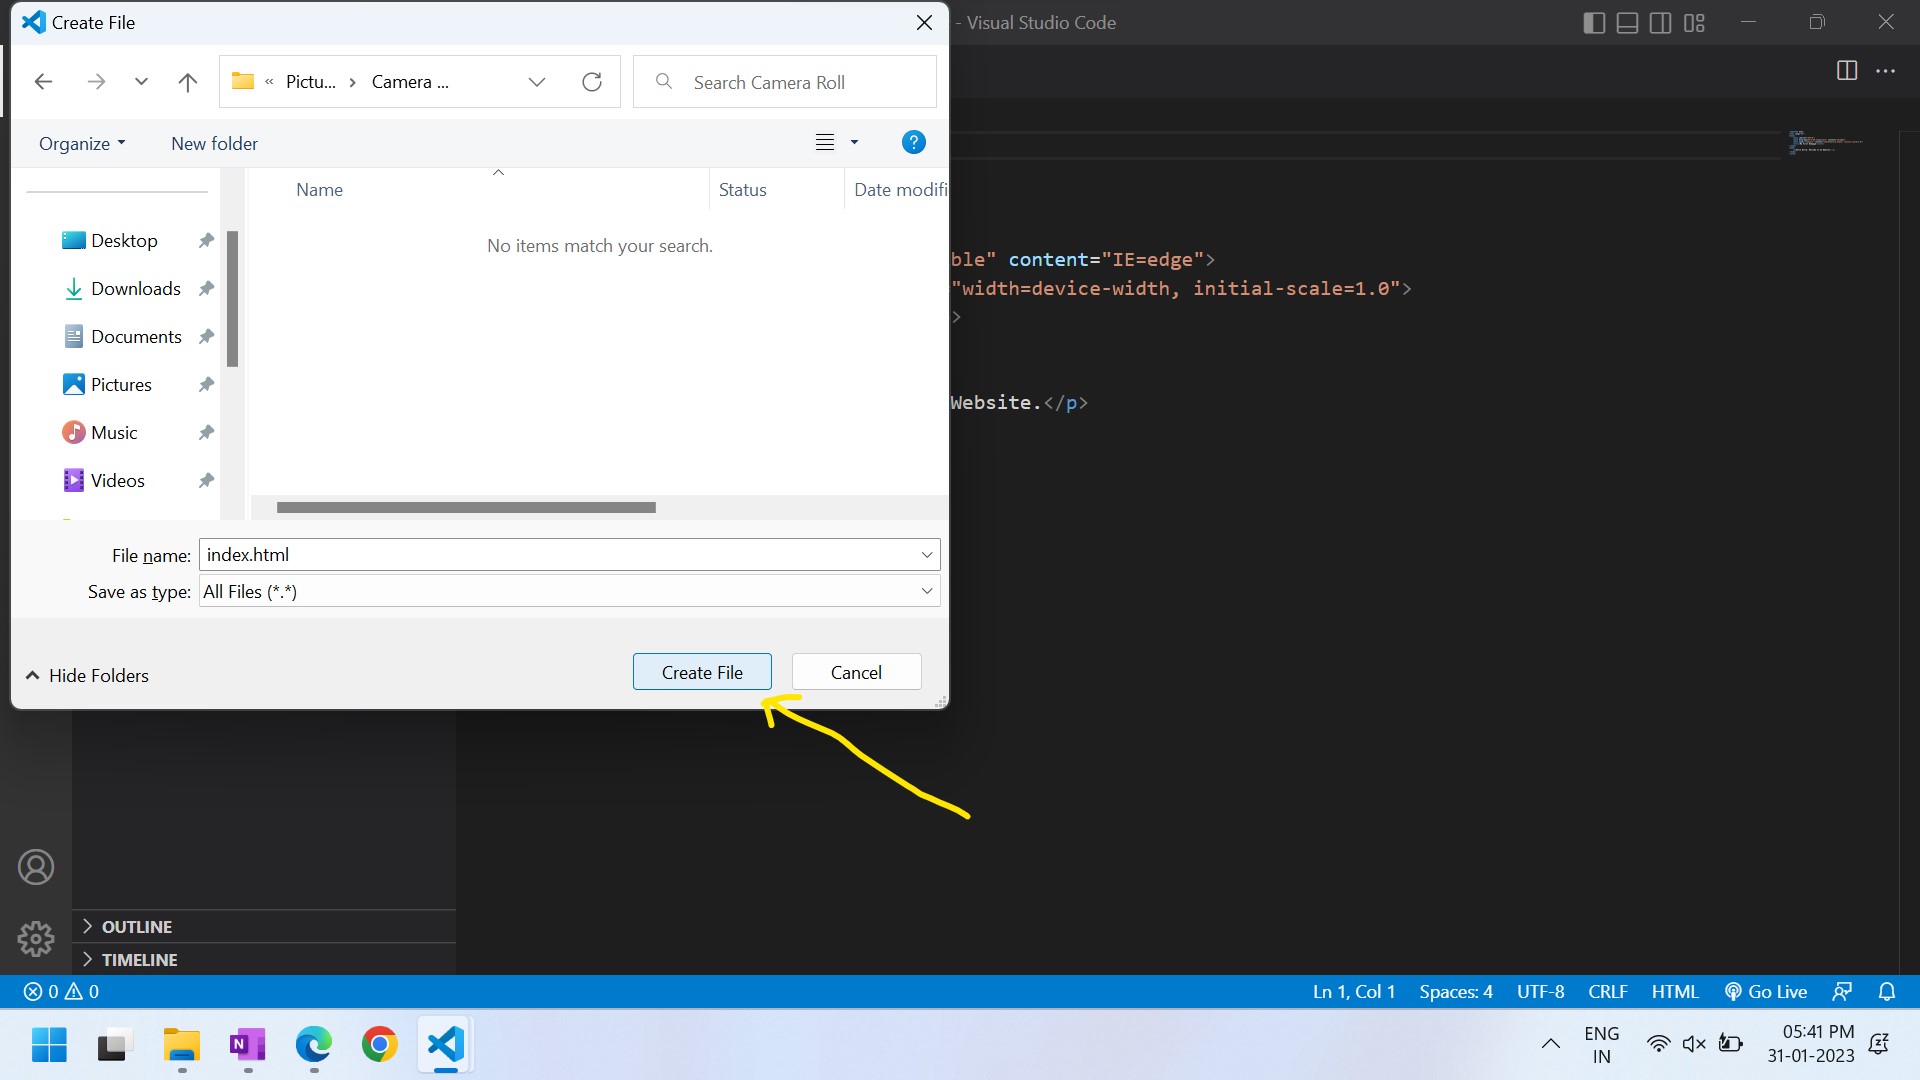 Create File
- Visual Studio Code
« Pictu... > Camera ...
Search Camera Roll
Organize
New folder
?
Name
Status
Date modifi
No items match your search.
Desktop
Downloads
Documents
Pictures
Music
Videos
ble" content="IE=edge">
"width=device-width, initial-scale=1.0">
>
Website.</p>
File name: index.html
Save as type: All Files (*.*)
Hide Folders
Create File
Cancel
OUTLINE
TIMELINE
0 0
Ln 1, Col 1
Spaces: 4
UTF-8
CRLF
HTML
Go Live
N
ENG
IN
05:41 PM
31-01-2023